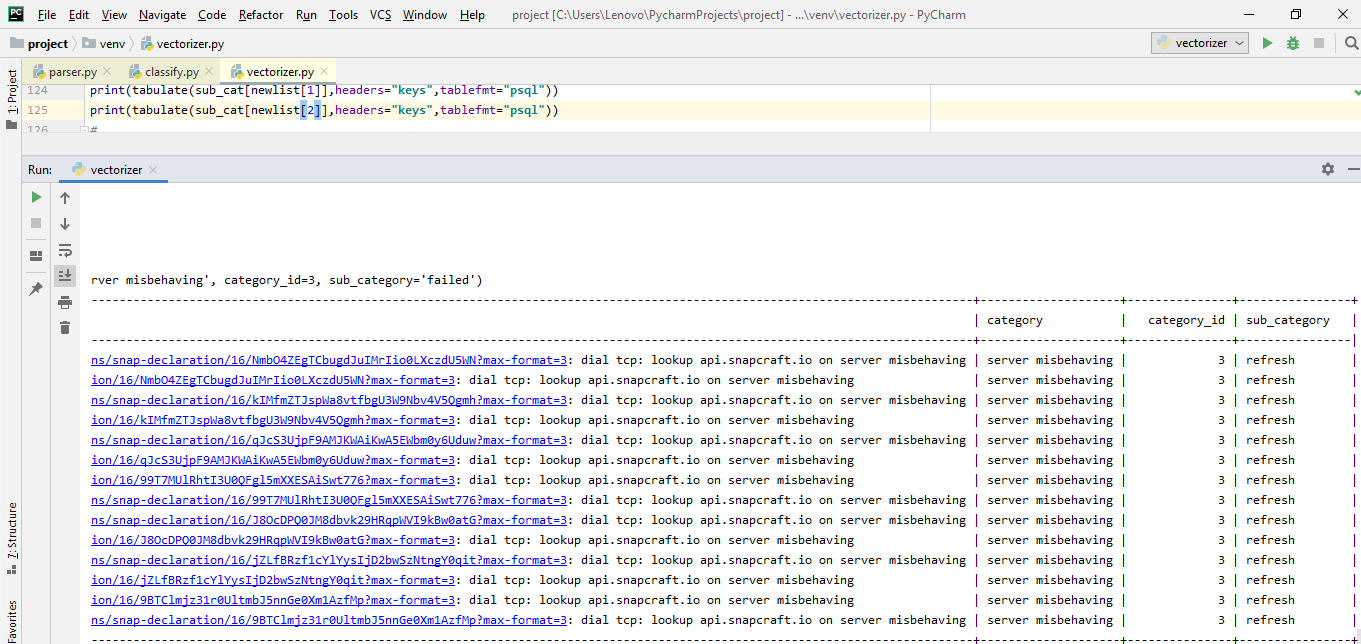 PC File Edit View Navigate Code Refactor Run Tools VCS Window Help project [C:\Users\Lenovo\PycharmProjects\project] - ...\venv\vectorizer.py - PyCharm
project venv vectorizer.py vectorizer
parser.py classify.py vectorizer.py
1: Project
124 print(tabulate(sub_cat[newlist[1]],headers="keys",tablefmt="psql"))
125 print(tabulate(sub_cat[newlist[2]],headers="keys",tablefmt="psql"))
126 #
Run: vectorizer
rver misbehaving', category_id=3, sub_category='failed')
| category | category_id | sub_category |
ns/snap-declaration/16/NmbO4ZEgTCbugdJuIMrIio0LXczdU5WN?max-format=3: dial tcp: lookup api.snapcraft.io on server misbehaving | server misbehaving | 3 | refresh |
ion/16/NmbO4ZEgTCbugdJuIMrIio0LXczdU5WN?max-format=3: dial tcp: lookup api.snapcraft.io on server misbehaving | server misbehaving | 3 | refresh |
ns/snap-declaration/16/kIMfmZTJspWa8vtfbgU3W9Nbv4V5Qgmh?max-format=3: dial tcp: lookup api.snapcraft.io on server misbehaving | server misbehaving | 3 | refresh |
ion/16/kIMfmZTJspWa8vtfbgU3W9Nbv4V5Qgmh?max-format=3: dial tcp: lookup api.snapcraft.io on server misbehaving | server misbehaving | 3 | refresh |
ns/snap-declaration/16/qJcS3UjpF9AMJKWAiKwA5EWbm0y6Uduw?max-format=3: dial tcp: lookup api.snapcraft.io on server misbehaving | server misbehaving | 3 | refresh |
ion/16/qJcS3UjpF9AMJKWAiKwA5EWbm0y6Uduw?max-format=3: dial tcp: lookup api.snapcraft.io on server misbehaving | server misbehaving | 3 | refresh |
ion/16/99T7MUlRhtI3U0QFgl5mXXESAiSwt776?max-format=3: dial tcp: lookup api.snapcraft.io on server misbehaving | server misbehaving | 3 | refresh |
ns/snap-declaration/16/99T7MUlRhtI3U0QFgl5mXXESAiSwt776?max-format=3: dial tcp: lookup api.snapcraft.io on server misbehaving | server misbehaving | 3 | refresh |
ns/snap-declaration/16/J8OcDPQ0JM8dbvk29HRqpWVI9kBw0atG?max-format=3: dial tcp: lookup api.snapcraft.io on server misbehaving | server misbehaving | 3 | refresh |
ion/16/J8OcDPQ0JM8dbvk29HRqpWVI9kBw0atG?max-format=3: dial tcp: lookup api.snapcraft.io on server misbehaving | server misbehaving | 3 | refresh |
ns/snap-declaration/16/jZLfBRzf1cYlYysIjD2bwSzNtngY0qit?max-format=3: dial tcp: lookup api.snapcraft.io on server misbehaving | server misbehaving | 3 | refresh |
ion/16/jZLfBRzf1cYlYysIjD2bwSzNtngY0qit?max-format=3: dial tcp: lookup api.snapcraft.io on server misbehaving | server misbehaving | 3 | refresh |
ion/16/9BTClmjz31r0UltmbJ5nnGe0Xm1AzfMp?max-format=3: dial tcp: lookup api.snapcraft.io on server misbehaving | server misbehaving | 3 | refresh |
ns/snap-declaration/16/9BTClmjz31r0UltmbJ5nnGe0Xm1AzfMp?max-format=3: dial tcp: lookup api.snapcraft.io on server misbehaving | server misbehaving | 3 | refresh |
7: Structure
Favorites